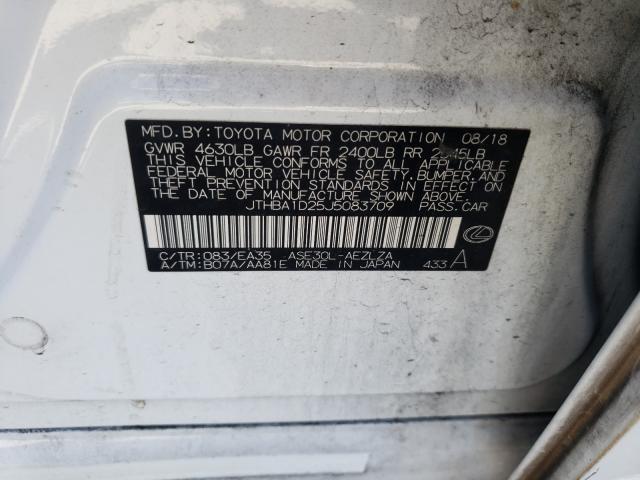 MFD.BY:TOYOTA MOTOR CORPORATION 08/18
GVWR 4630LB GAWR FR 2400LB RR
THIS VEHICLE CONFORMS TO ALL APPLICABLE
FEDERAL MOTOR VEHICLE SAFETY,BUMPER,AND
THEFT PREVENTION STANDARDS IN EFFECT ON
THE DATE OF MANUFACTURE SHOWN ABOVE.
JTHBA1D25J5083709 PASS.CAR
C/TR:083/EA35 ASE30L-AEZLZA
A/TM:B07A/AA81E MADE IN JAPAN 433 A